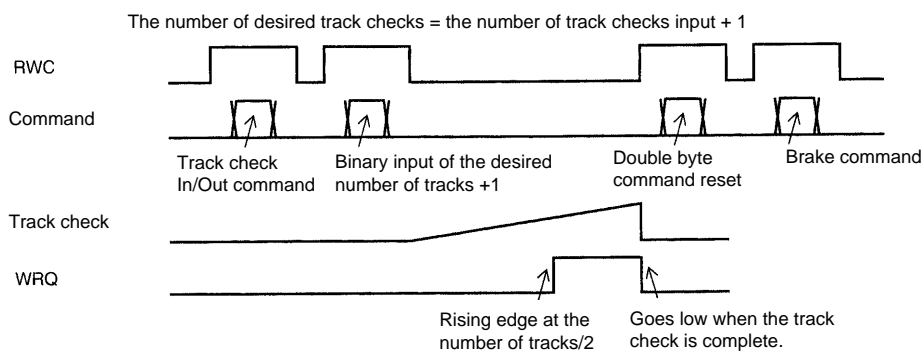 The number of desired track checks = the number of track checks input + 1
RWC
Command
Track check
In/Out command
Binary input of the desired
number of tracks +1
Double byte
command reset
Brake command
Track check
WRQ
Rising edge at the
number of tracks/2
Goes low when the track
check is complete.